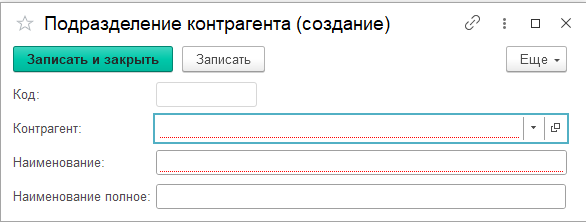 Подразделение контрагента (создание)
Записать и закрыть Записать Еще
Код:
Контрагент:
Наименование:
Наименование полное: